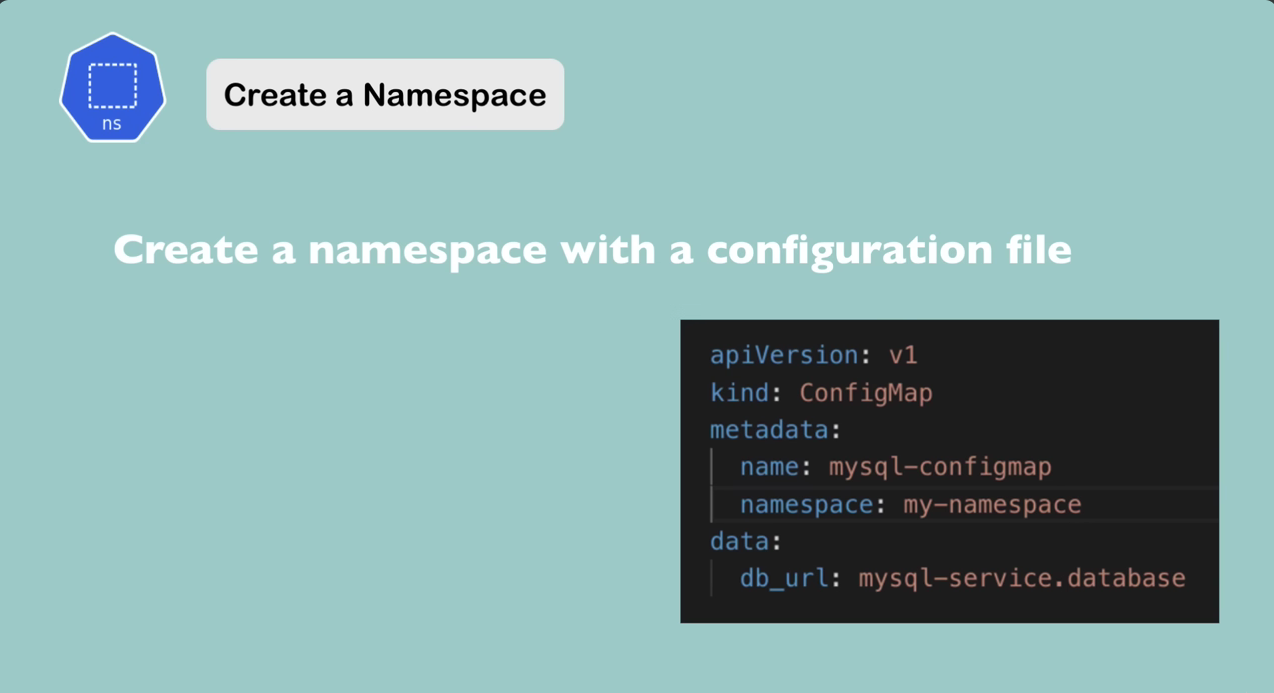 ns
Create a Namespace
Create a namespace with a configuration file
apiVersion: v1
kind: ConfigMap
metadata:
  name: mysql-configmap
  namespace: my-namespace
data:
  db_url: mysql-service.database